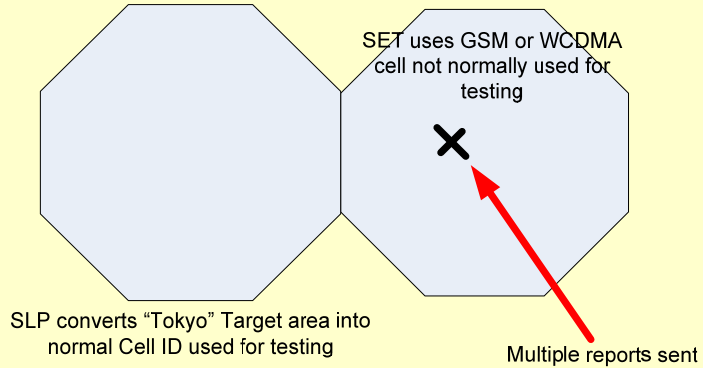 SET uses GSM or WCDMA
cell not normally used for
testing
SLP converts “Tokyo” Target area into
normal Cell ID used for testing
Multiple reports sent